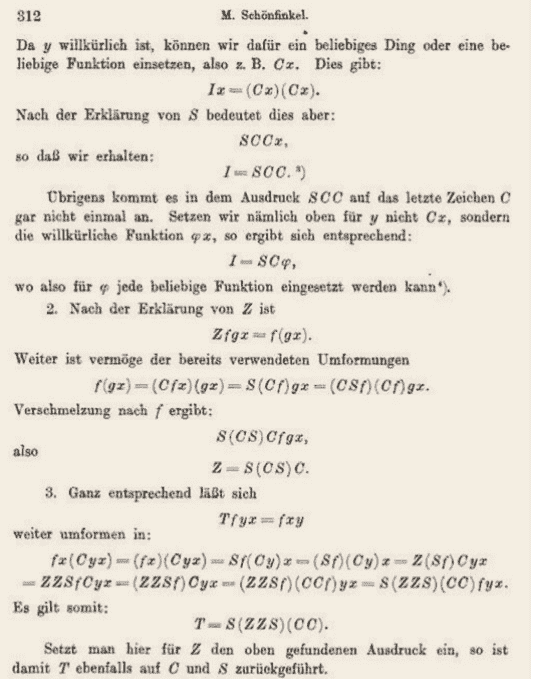 312 M. Schönfinkel.
Da y willkürlich ist, können wir dafür ein beliebiges Ding oder eine be-
liebige Funktion einsetzen, also z. B. Cx. Dies gibt:
Ix = (Cx)(Cx).
Nach der Erklärung von S bedeutet dies aber:
SCCx,
so daß wir erhalten:
I = SCC.³)
Übrigens kommt es in dem Ausdruck SCC auf das letzte Zeichen C
gar nicht einmal an. Setzen wir nämlich oben für y nicht Cx, sondern
die willkürliche Funktion φx, so ergibt sich entsprechend:
I = SCφ,
wo also für φ jede beliebige Funktion eingesetzt werden kann⁴).
2. Nach der Erklärung von Z ist
Zfgx = f(gx).
Weiter ist vermöge der bereits verwendeten Umformungen
f(gx) = (Cfx)(gx) = S(Cf)gx = (CSf)(Cf)gx.
Verschmelzung nach f ergibt:
S(CS)Cfgx,
also
Z = S(CS)C.
3. Ganz entsprechend läßt sich
Tfyx = fxy
weiter umformen in:
fx(Cyx) = (fx)(Cyx) = Sf(Cy)x = (Sf)(Cy)x = Z(Sf)Cyx
= ZZSfCyx = (ZZSf)Cyx = (ZZSf)(CCf)yx = S(ZZS)(CC)fyx.
Es gilt somit:
T = S(ZZS)(CC).
Setzt man hier für Z den oben gefundenen Ausdruck ein, so ist
damit T ebenfalls auf C und S zurückgeführt.